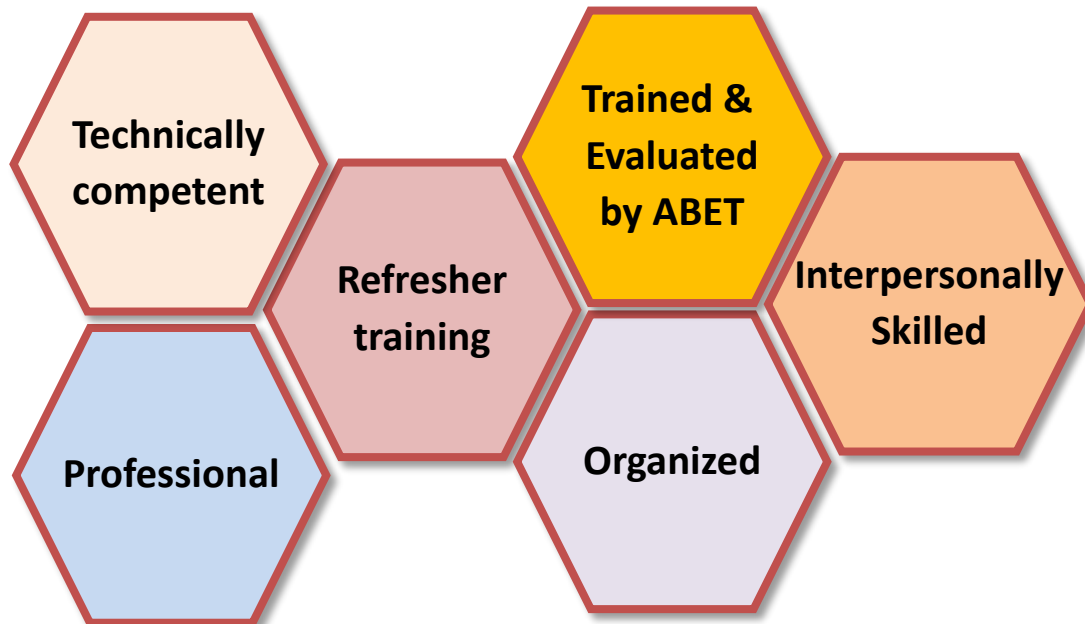 Technically
competent
Refresher
training
Trained &
Evaluated
by ABET
Interpersonally
Skilled
Professional
Organized